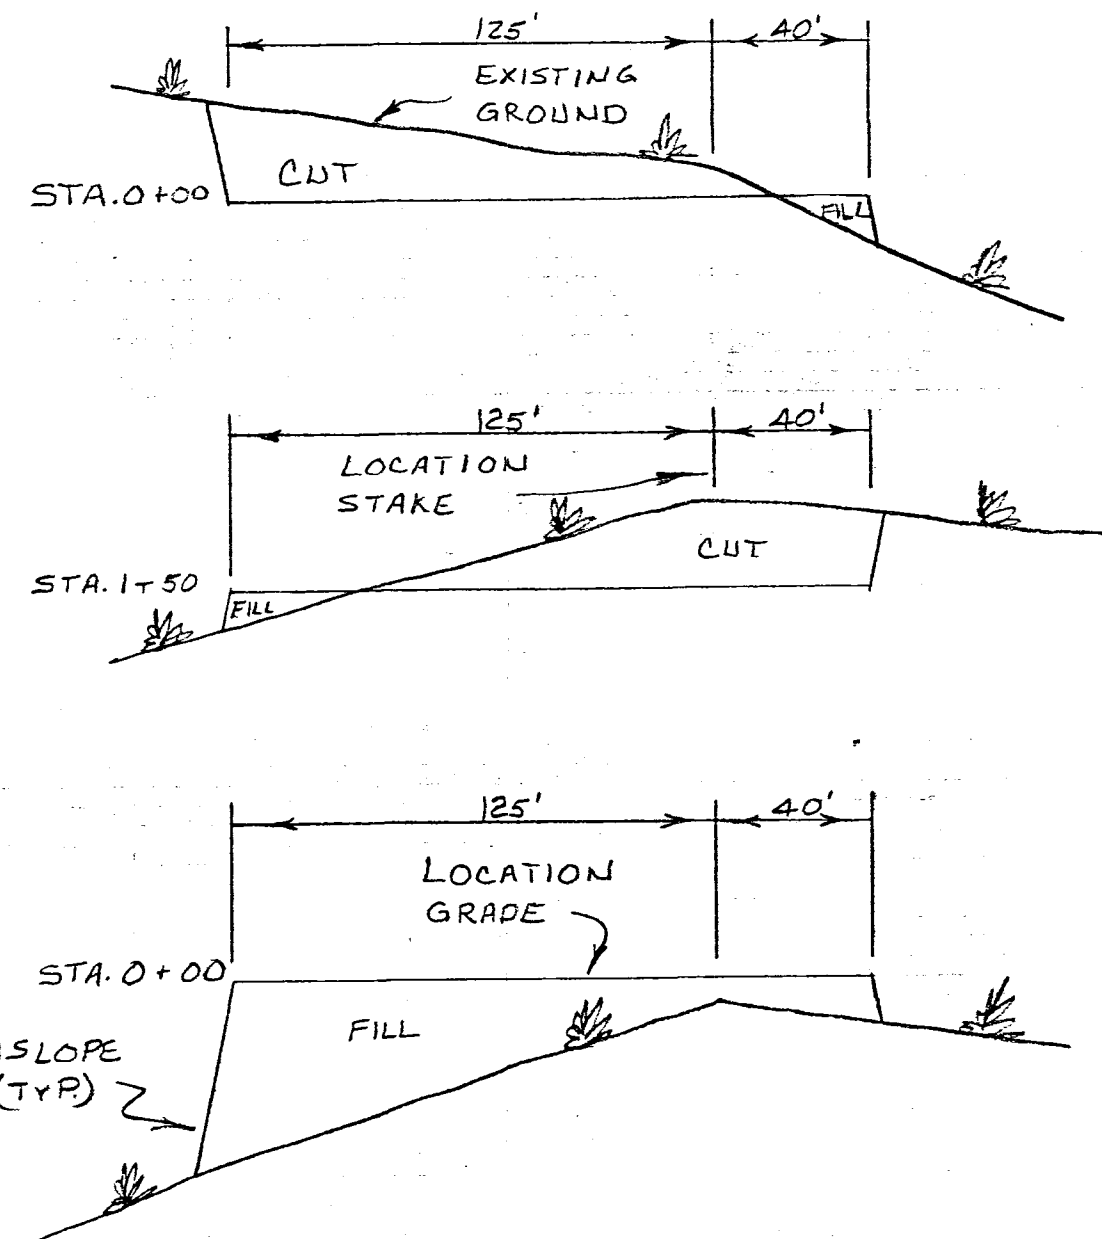 125' 40'
EXISTING
GROUND
CUT
STA. 0+00
FILL
125' 40'
LOCATION
STAKE
CUT
STA. 1+50
FILL
125' 40'
LOCATION
GRADE
STA. 0+00
FILL
SLOPE
(TYP.)